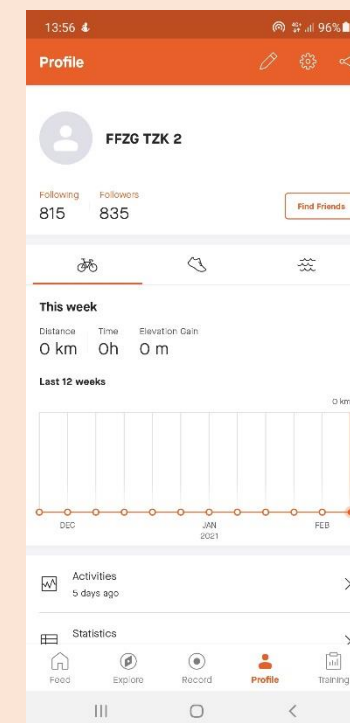 13:56 96%
Profile
FFZG TZK 2
Following Followers
815 835
Find Friends
This week
Distance Time Elevation Gain
0 km 0h 0 m
Last 12 weeks
0 km
DEC JAN FEB
2021
Activities
5 days ago
Statistics
Feed Explore Record Profile Training